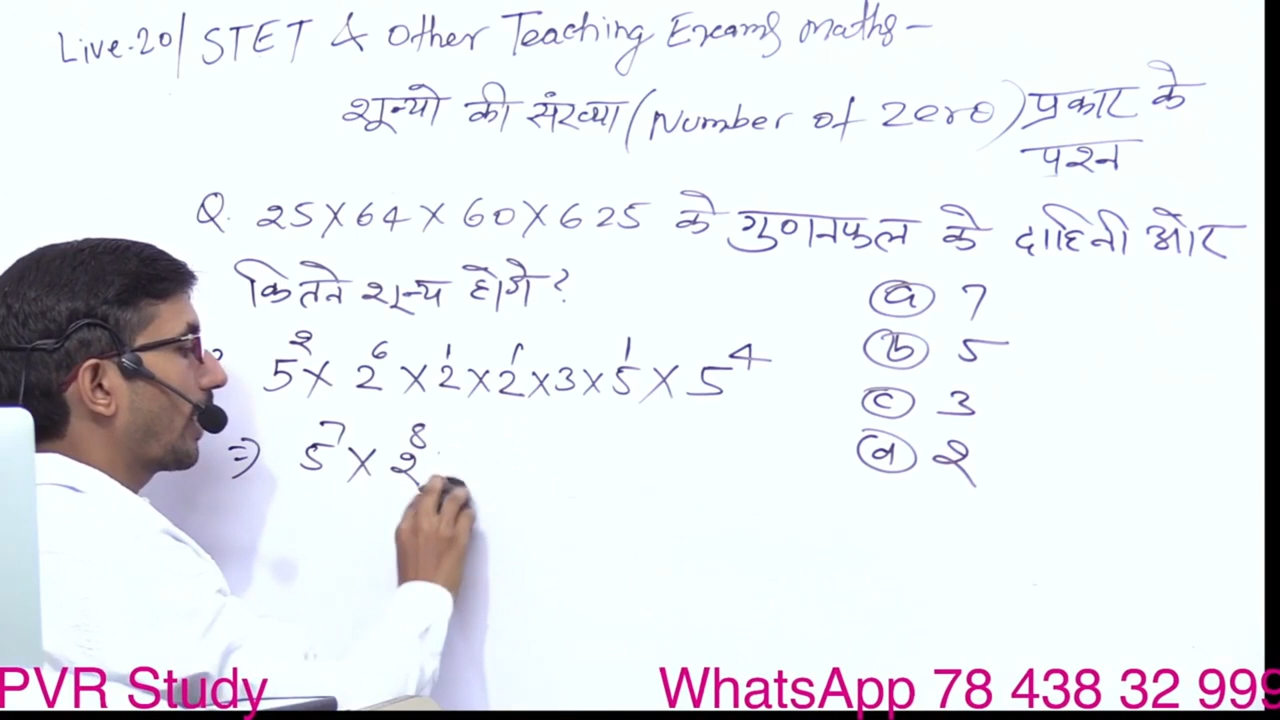 Live-20/ STET & Other Teaching Exams Maths-
शून्यो की संख्या (Number of Zero) प्रकार के
प्रश्न
Q. 25×64×60×625 के गुणनफल के दाहिनी ओर
कितने शून्य होंगे?
5² × 2⁶ × 2¹ × 2¹ × 3 × 5¹ × 5⁴
⇒ 5⁷ × 2⁸
(a) 7
(b) 5
(c) 3
(d) 2
PVR Study
WhatsApp 78 438 32 999